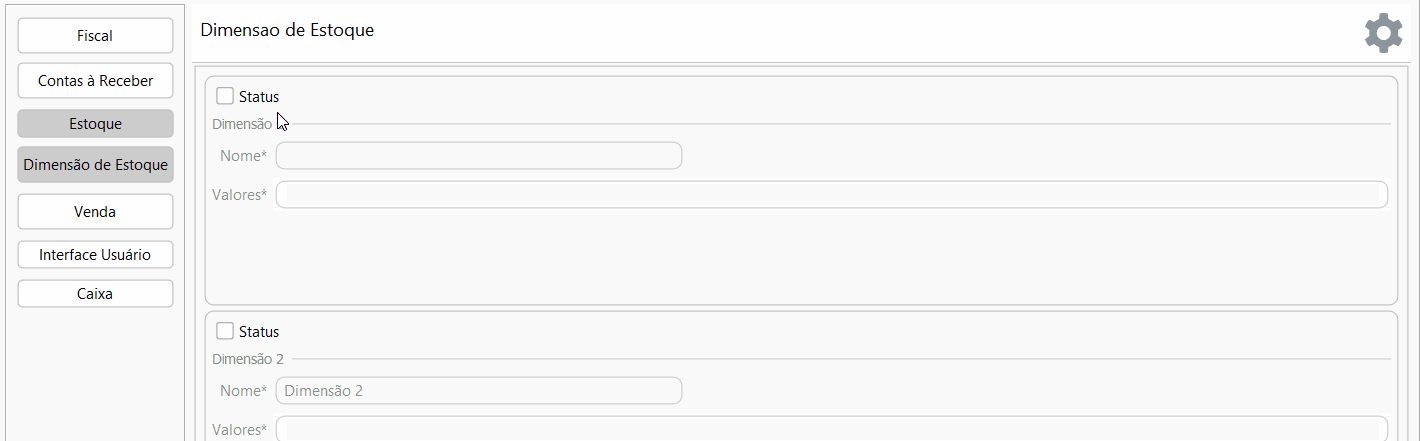 Fiscal
Contas à Receber
Estoque
Dimensão de Estoque
Venda
Interface Usuário
Caixa
Dimensao de Estoque
Status
Dimensão
Nome*
Valores*
Status
Dimensão 2
Nome* Dimensão 2
Valores*